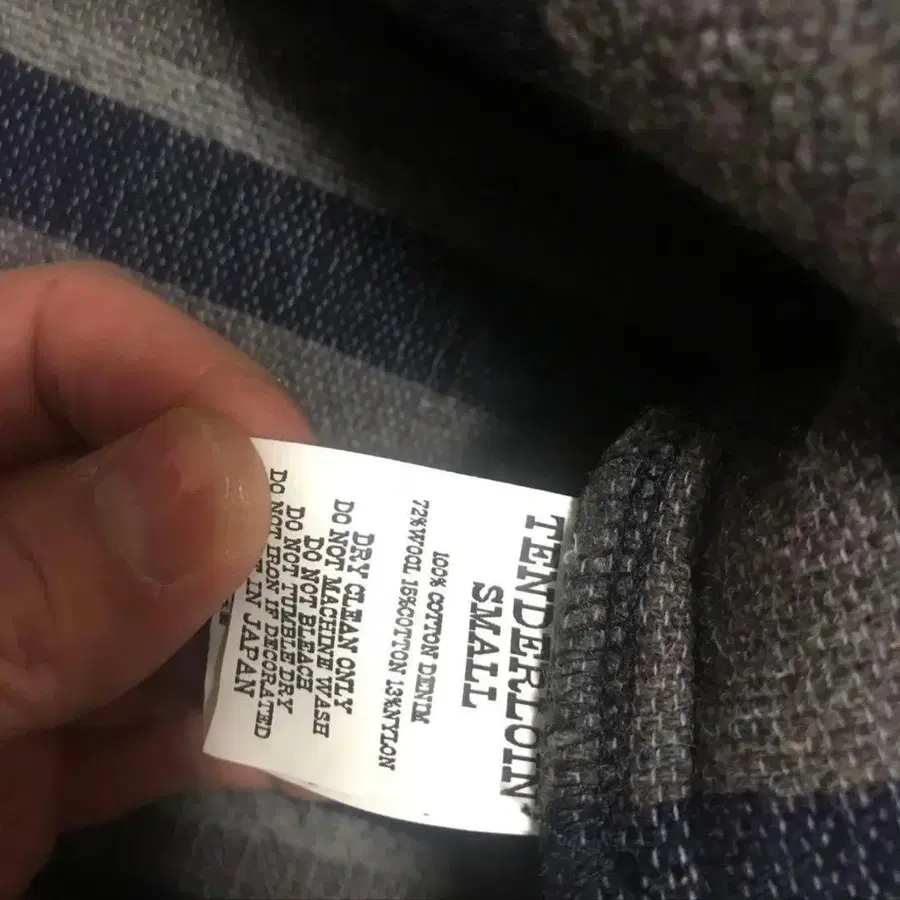 TENDERLOIN
SMALL
100% COTTON DENIM
72%WOOL 15%COTTON 13%NYLON
DRY CLEAN ONLY
DO NOT MACHINE WASH
DO NOT BLEACH
DO NOT TUMBLE DRY
DO NOT IRON IF DECORATED
IN JAPAN